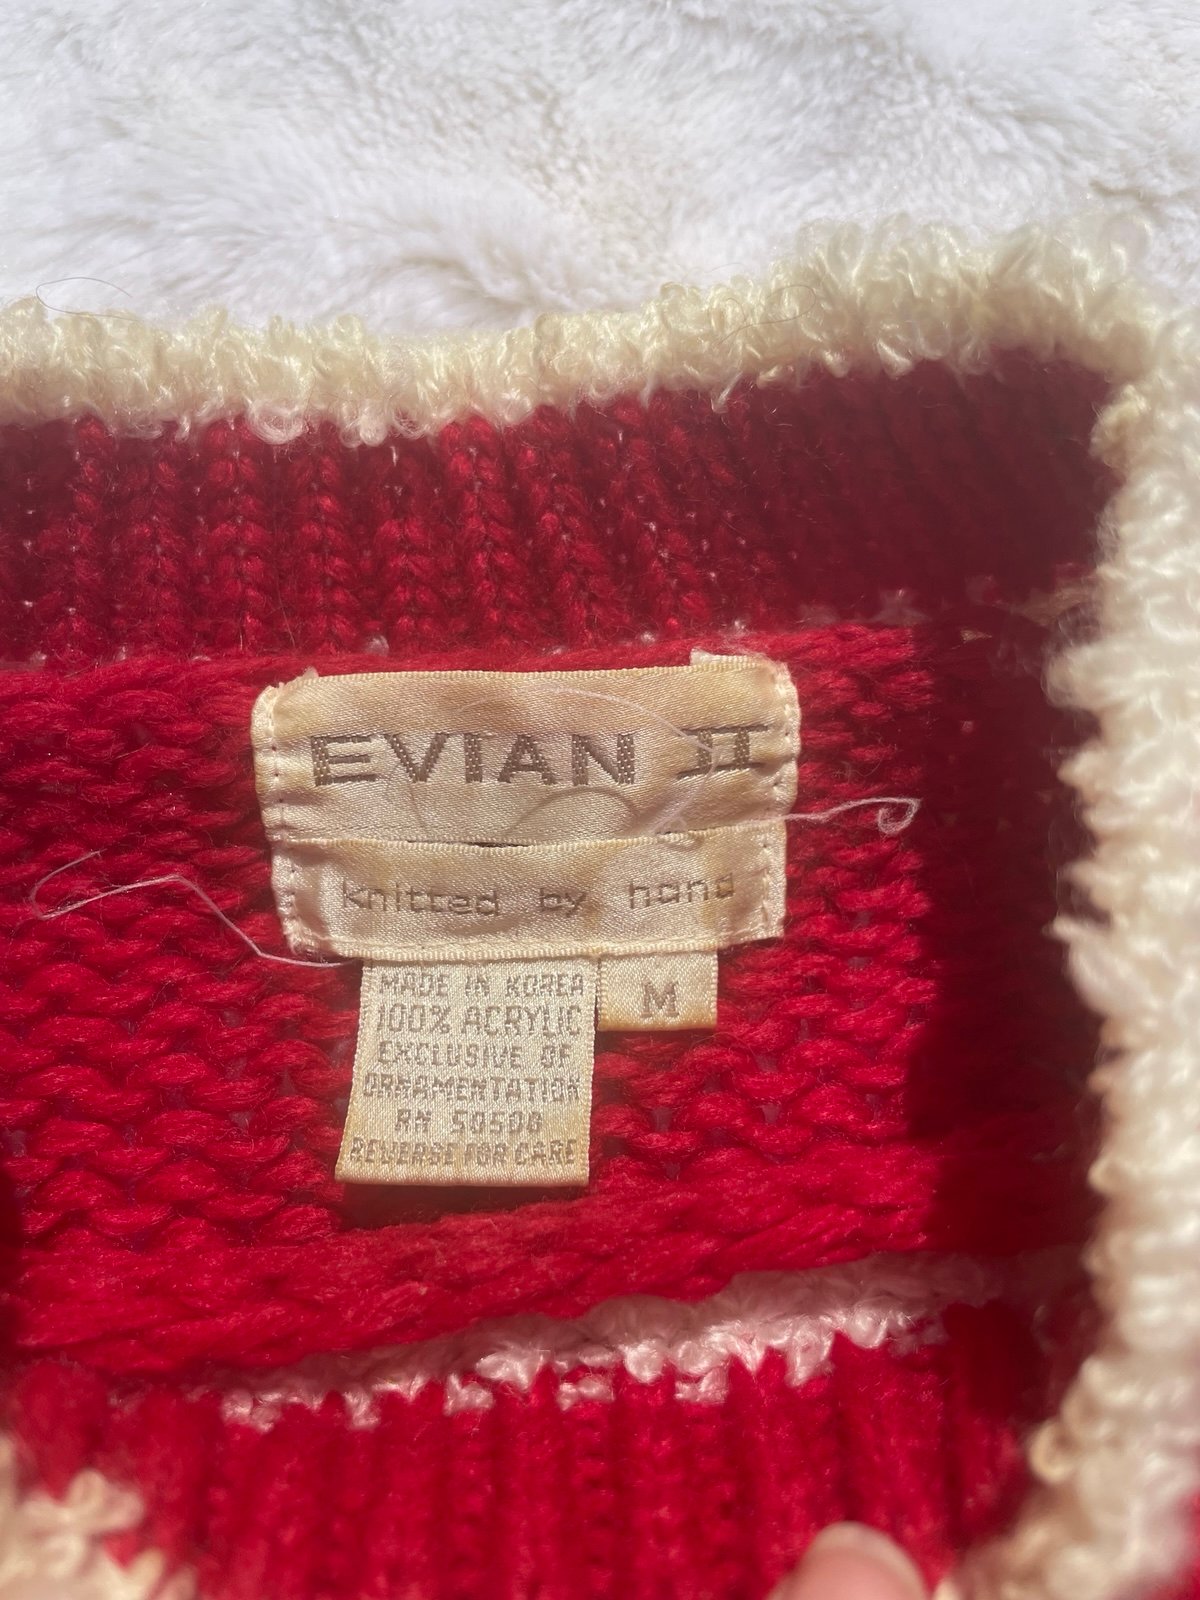 EVIAN II
knitted by hand
M
MADE IN KOREA
100% ACRYLIC
EXCLUSIVE OF
ORNAMENTATION
RN 50508
REVERSE FOR CARE